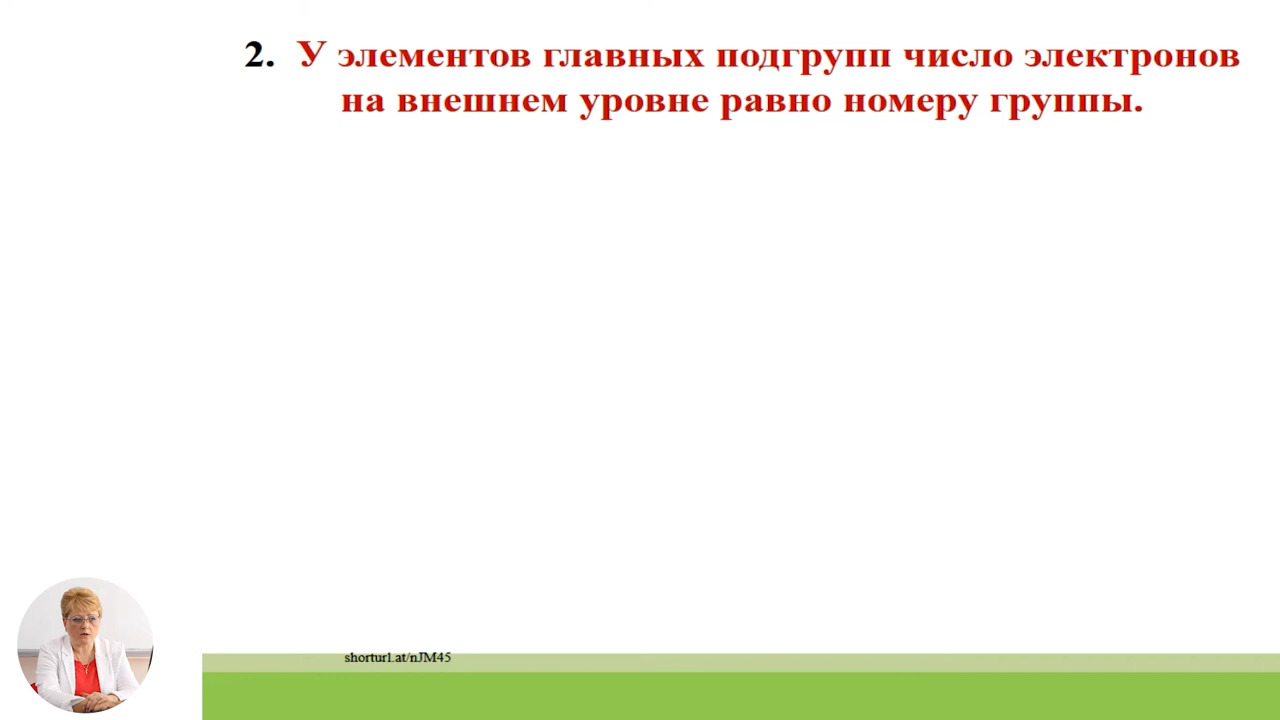 2. У элементов главных подгрупп число электронов
на внешнем уровне равно номеру группы.
shorturl.at/nJM45